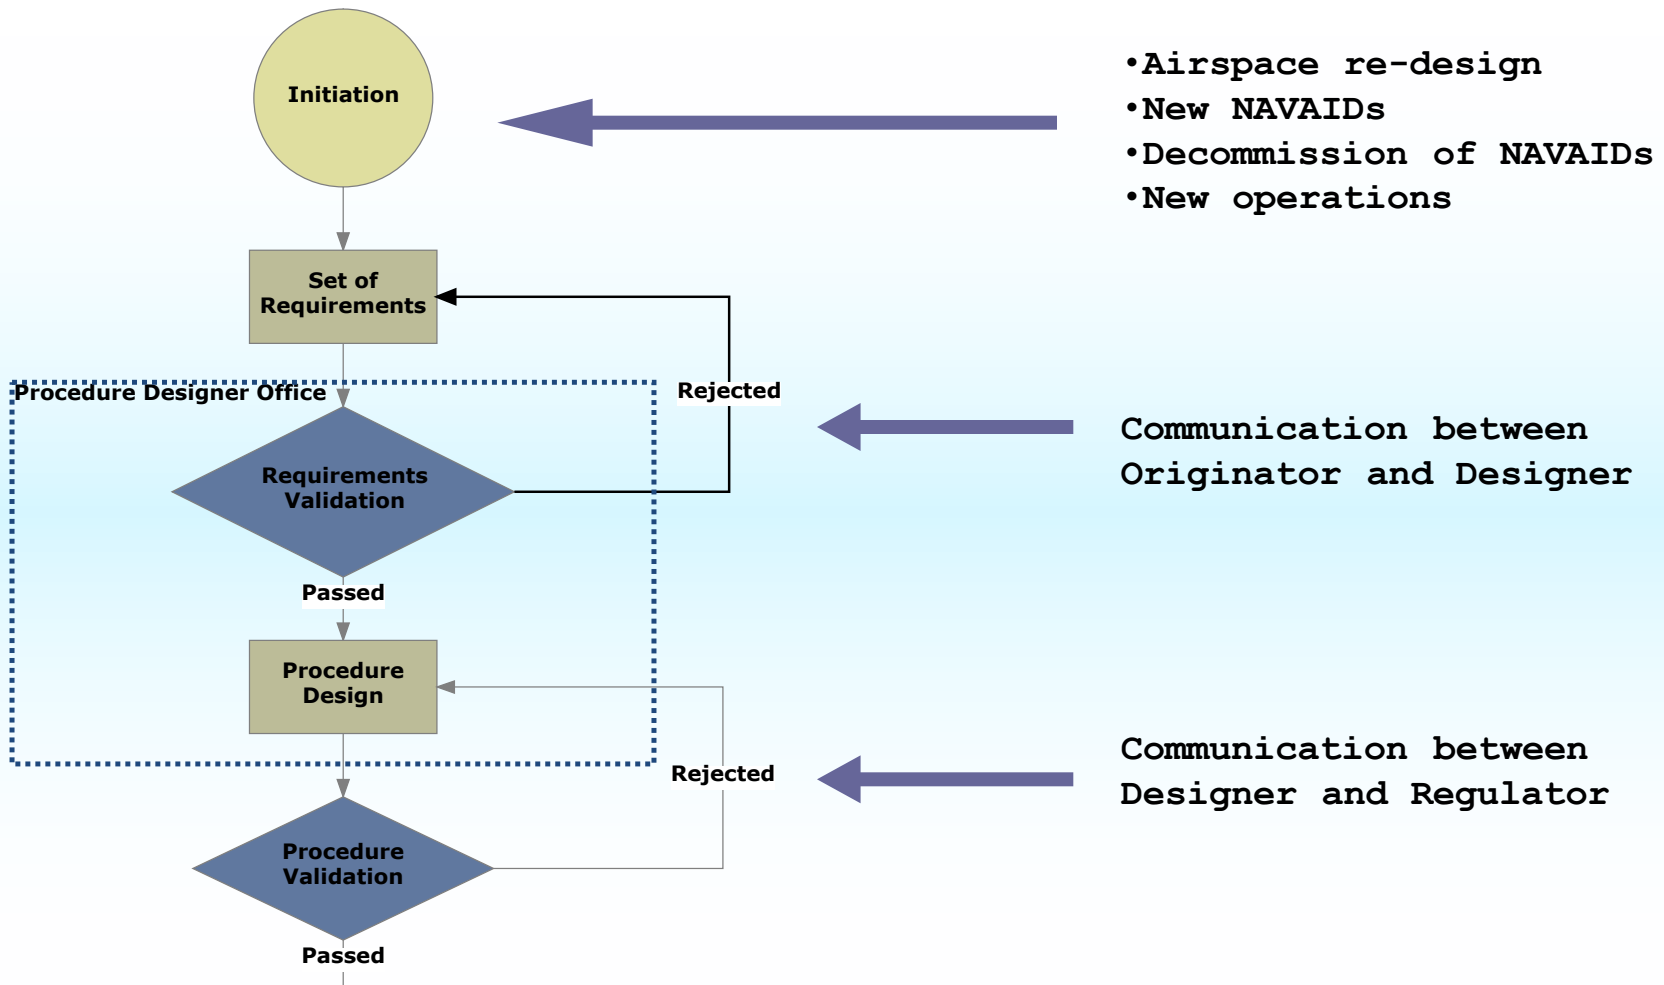 Initiation
•Airspace re-design
•New NAVAIDs
•Decommission of NAVAIDs
•New operations
Set of
Requirements
Procedure Designer Office
Rejected
Communication between
Originator and Designer
Requirements
Validation
Passed
Procedure
Design
Rejected
Communication between
Designer and Regulator
Procedure
Validation
Passed